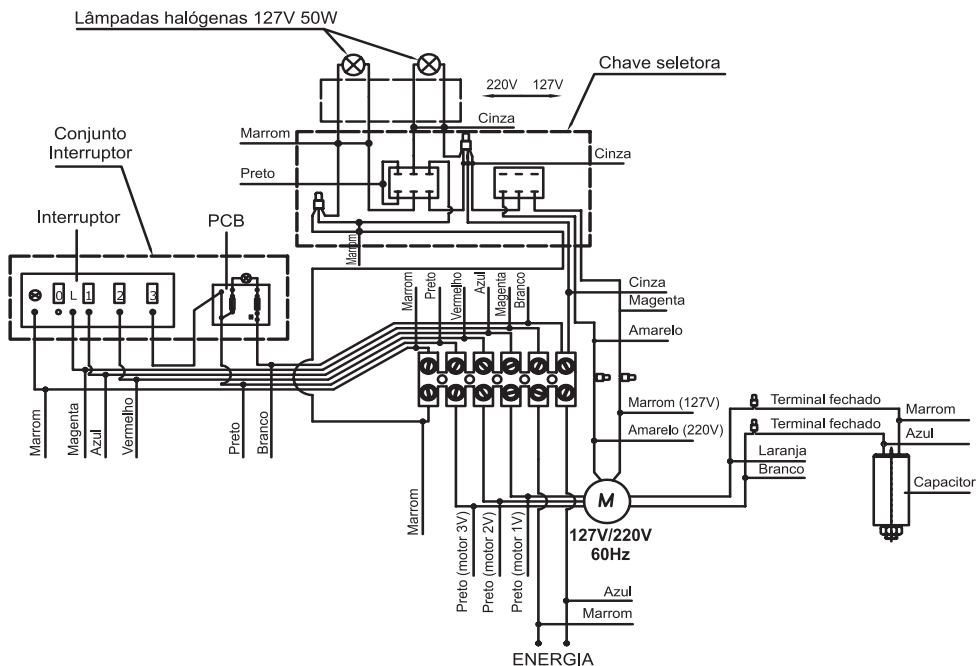 Lâmpadas halógenas 127V 50W
Chave seletora
220V 127V
Cinza
Marrom
Cinza
Preto
Conjunto
Interruptor
Interruptor
PCB
0 L 1 2 3
Marrom
Marrom
Preto
Vermelho
Azul
Magenta
Branco
Cinza
Magenta
Amarelo
Marrom (127V)
Amarelo (220V)
Terminal fechado
Marrom
Terminal fechado
Azul
Laranja
Branco
Capacitor
Marrom
Magenta
Azul
Vermelho
Preto
Branco
Marrom
Preto (motor 3V)
Preto (motor 2V)
Preto (motor 1V)
M
127V/220V
60Hz
Azul
Marrom
ENERGIA